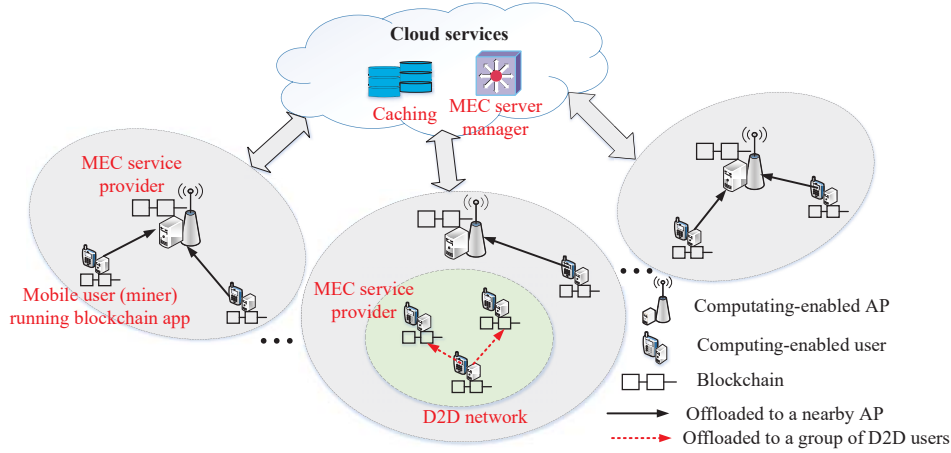 Cloud services
Caching
MEC server
manager
MEC service
provider
Mobile user (miner)
running blockchain app
MEC service
provider
D2D network
Computating-enabled AP
Computing-enabled user
Blockchain
Offloaded to a nearby AP
Offloaded to a group of D2D users